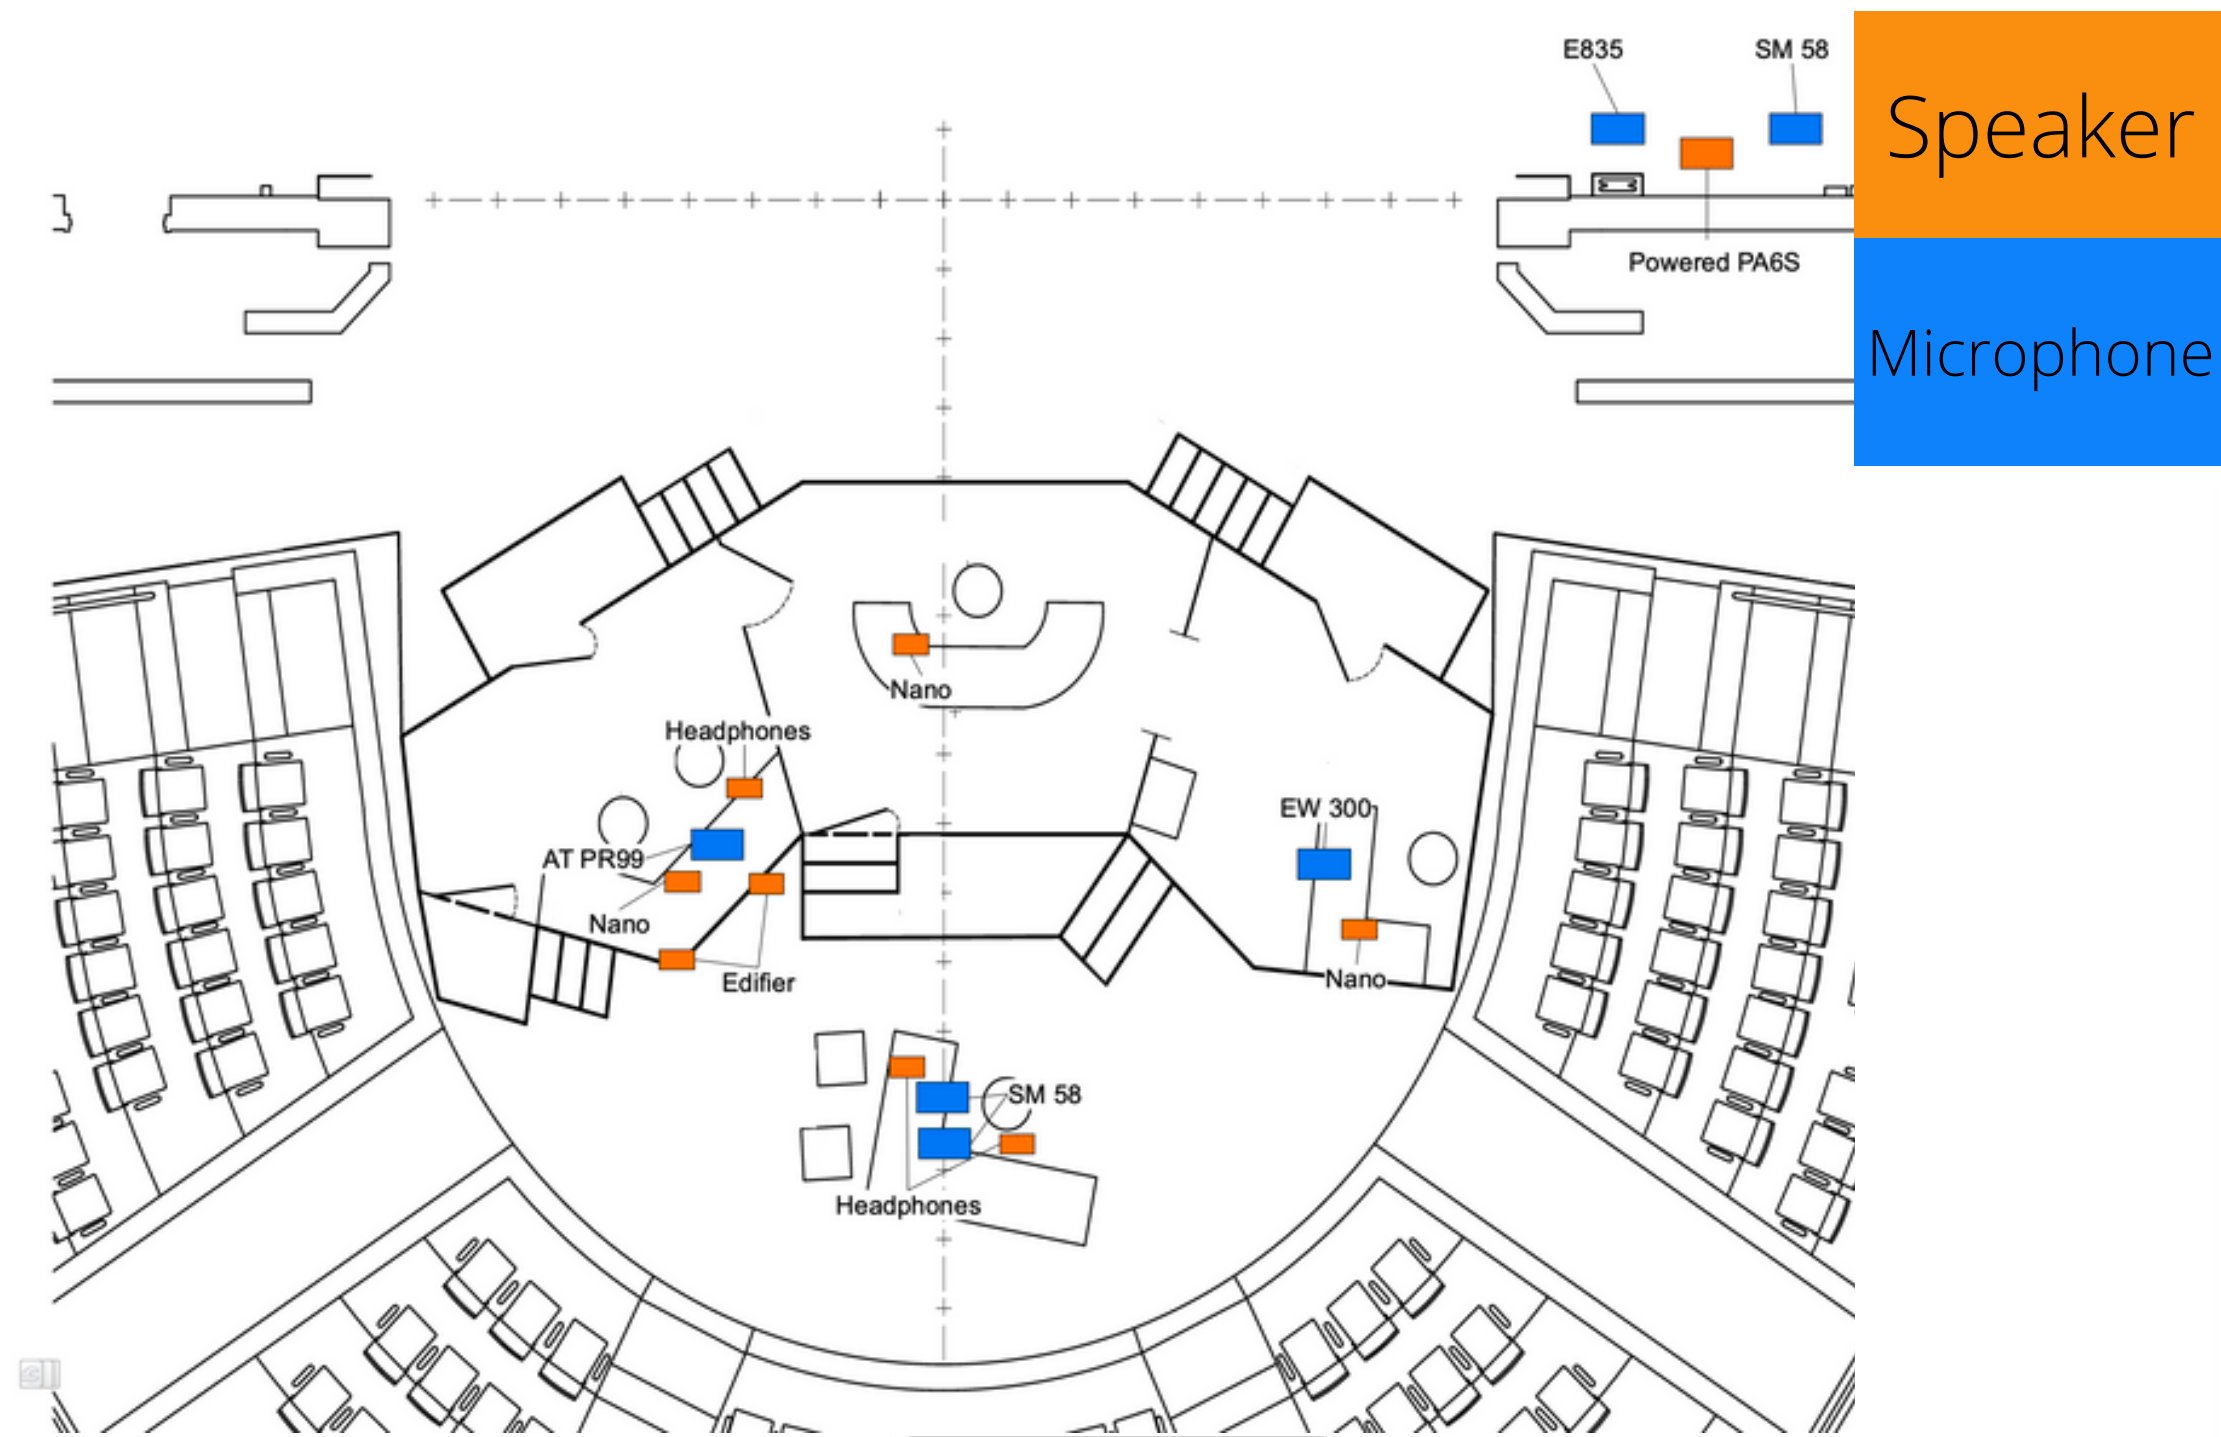 E835
SM 58
Speaker
Powered PA6S
Microphone
Nano
Headphones
EW 300
AT PR99
Nano
Edifier
Nano
SM 58
Headphones